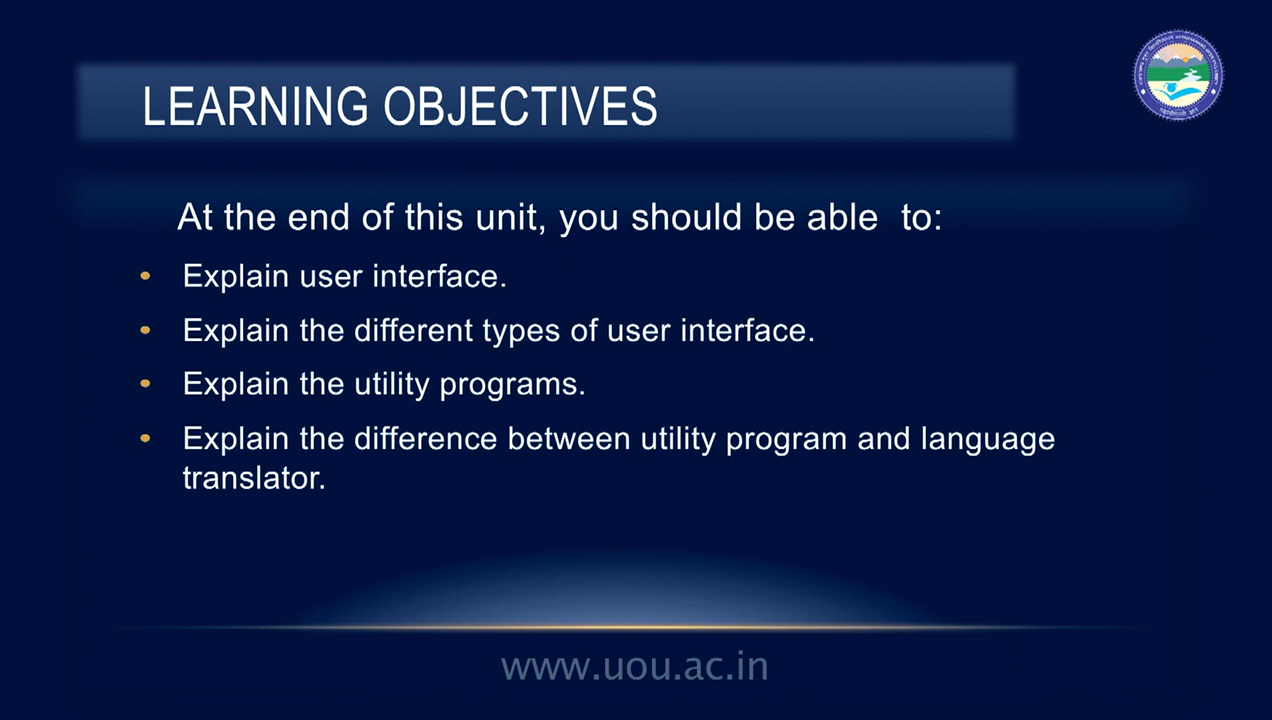 LEARNING OBJECTIVES
At the end of this unit, you should be able  to:
• Explain user interface.
• Explain the different types of user interface.
• Explain the utility programs.
• Explain the difference between utility program and language
translator.
www.uou.ac.in